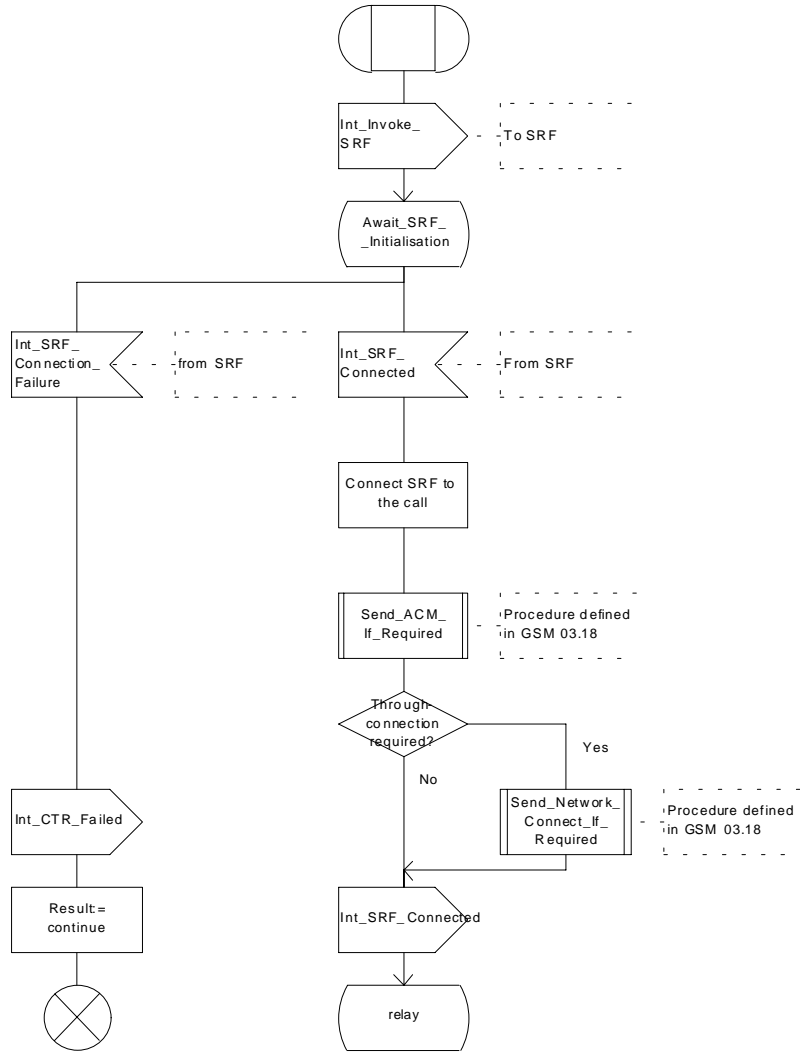 Int_Invoke_
SRF
To SRF
Await_SRF_
_Initialisation
Int_SRF_
Connection_
Failure
from SRF
Int_SRF_
Connected
From SRF
Connect SRF to
the call
Send_ACM_
If_Required
Procedure defined
in GSM 03.18
Through-
connection
required?
Yes
No
Int_CTR_Failed
Send_Network_
Connect_If_
Required
Procedure defined
in GSM 03.18
Result:=
continue
Int_SRF_Connected
relay